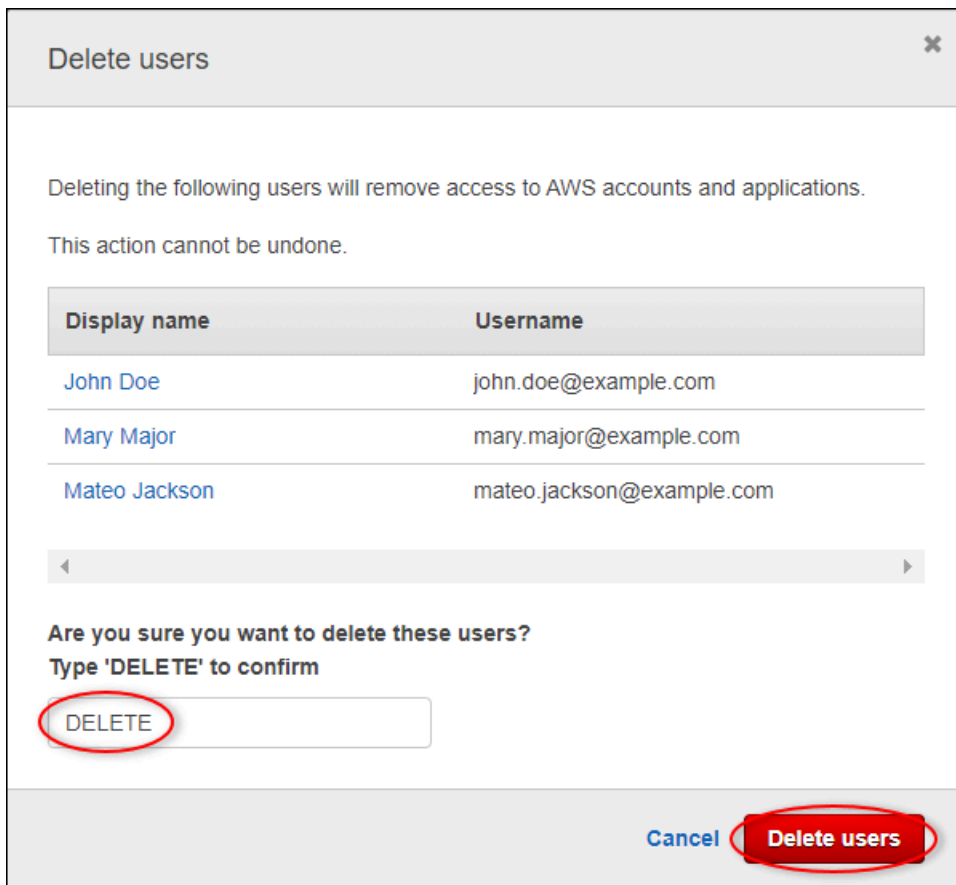 Delete users
Deleting the following users will remove access to AWS accounts and applications.
This action cannot be undone.
Display name Username
John Doe john.doe@example.com
Mary Major mary.major@example.com
Mateo Jackson mateo.jackson@example.com
Are you sure you want to delete these users?
Type 'DELETE' to confirm
DELETE
Cancel Delete users